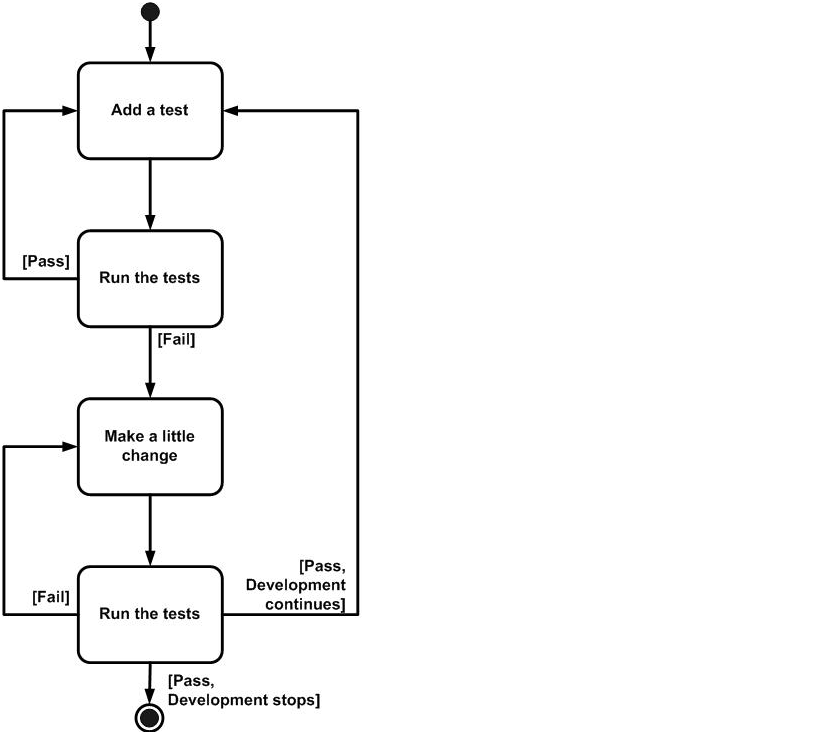 Add a test
[Pass]
Run the tests
[Fail]
Make a little
change
[Fail]
Run the tests
[Pass,
Development
continues]
[Pass,
Development stops]